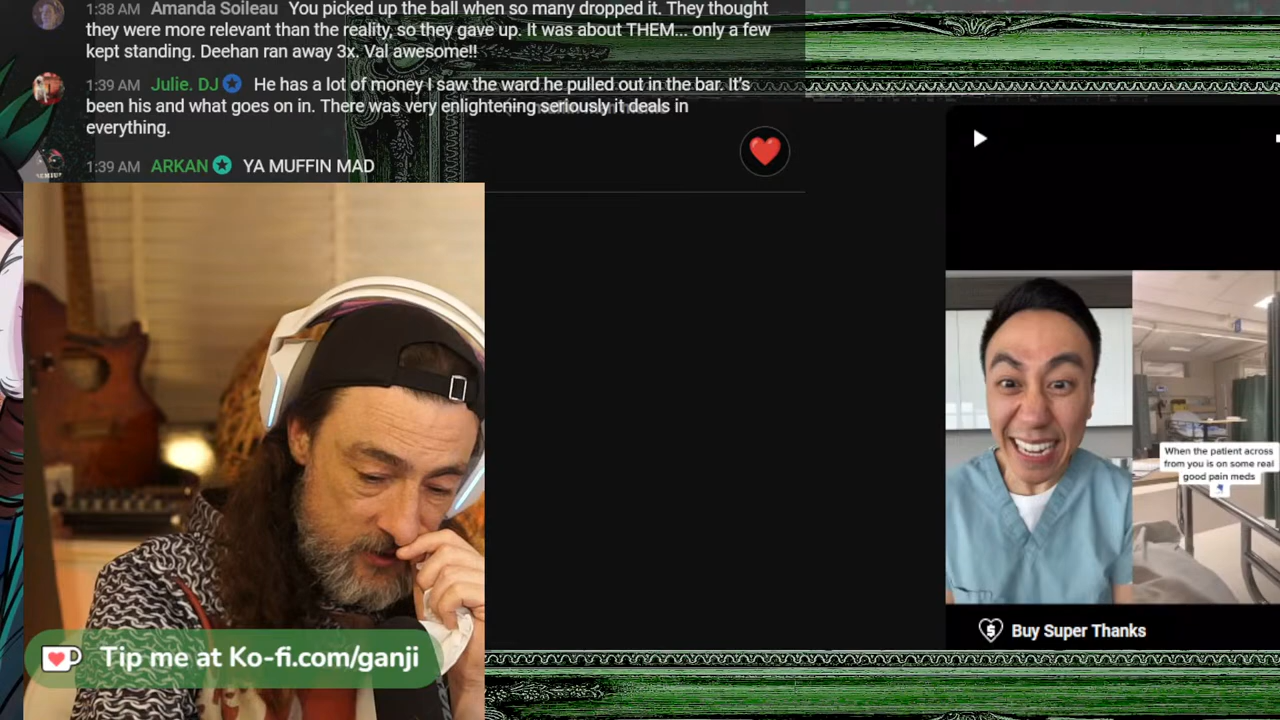 1:38 AM Amanda Soileau You picked up the ball when so many dropped it. They thought
they were more relevant than the reality, so they gave up. It was about THEM... only a few
kept standing. Deehan ran away 3x. Val awesome!!
1:39 AM Julie. DJ He has a lot of money I saw the ward he pulled out in the bar. It's
been his and what goes on in. There was very enlightening seriously it deals in
everything.
1:39 AM ARKAN YA MUFFIN MAD
When the patient across
from you is on some real
good pain meds
Buy Super Thanks
Tip me at Ko-fi.com/ganji